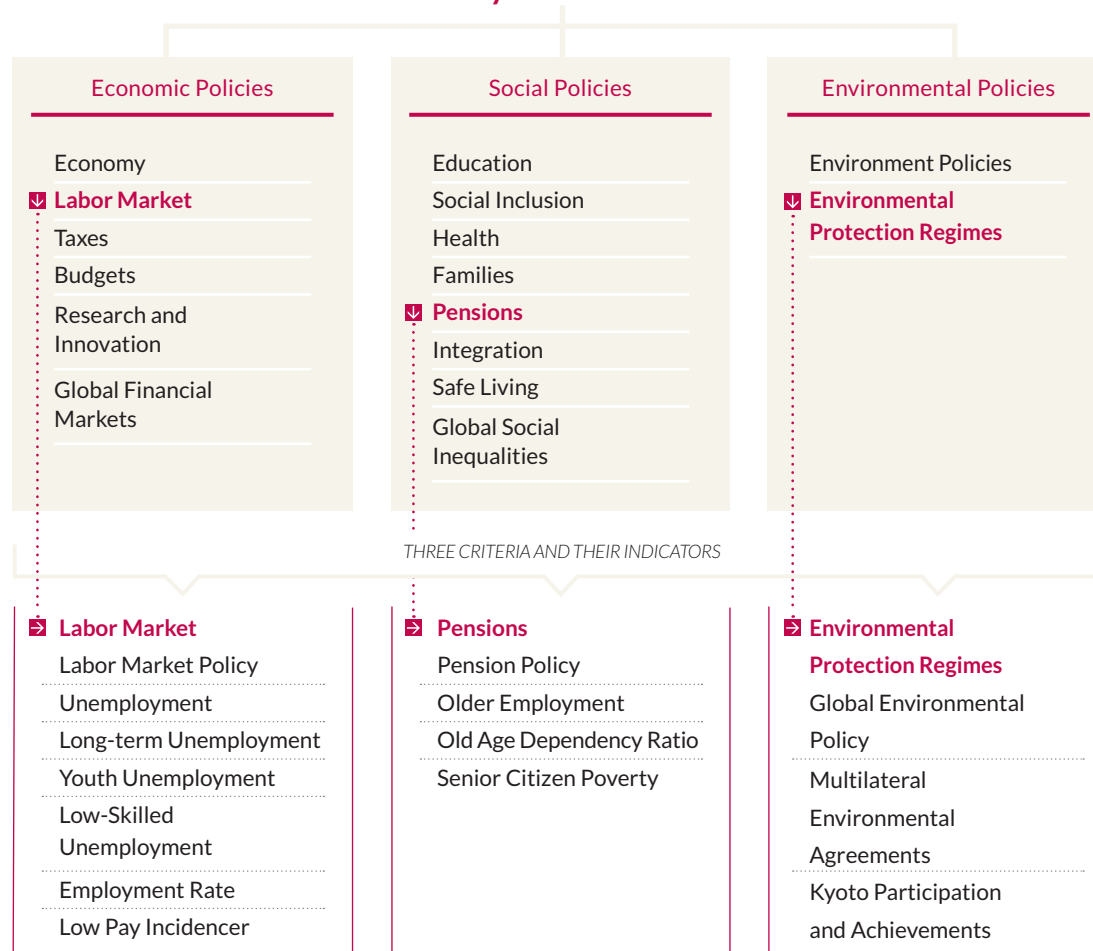 Economic Policies
Economy
Labor Market
Taxes
Budgets
Research and
Innovation
Global Financial
Markets
Social Policies
Education
Social Inclusion
Health
Families
Pensions
Integration
Safe Living
Global Social
Inequalities
Environmental Policies
Environment Policies
Environmental
Protection Regimes
THREE CRITERIA AND THEIR INDICATORS
Labor Market
Labor Market Policy
Unemployment
Long-term Unemployment
Youth Unemployment
Low-Skilled
Unemployment
Employment Rate
Low Pay Incidencer
Pensions
Pension Policy
Older Employment
Old Age Dependency Ratio
Senior Citizen Poverty
Environmental
Protection Regimes
Global Environmental
Policy
Multilateral
Environmental
Agreements
Kyoto Participation
and Achievements